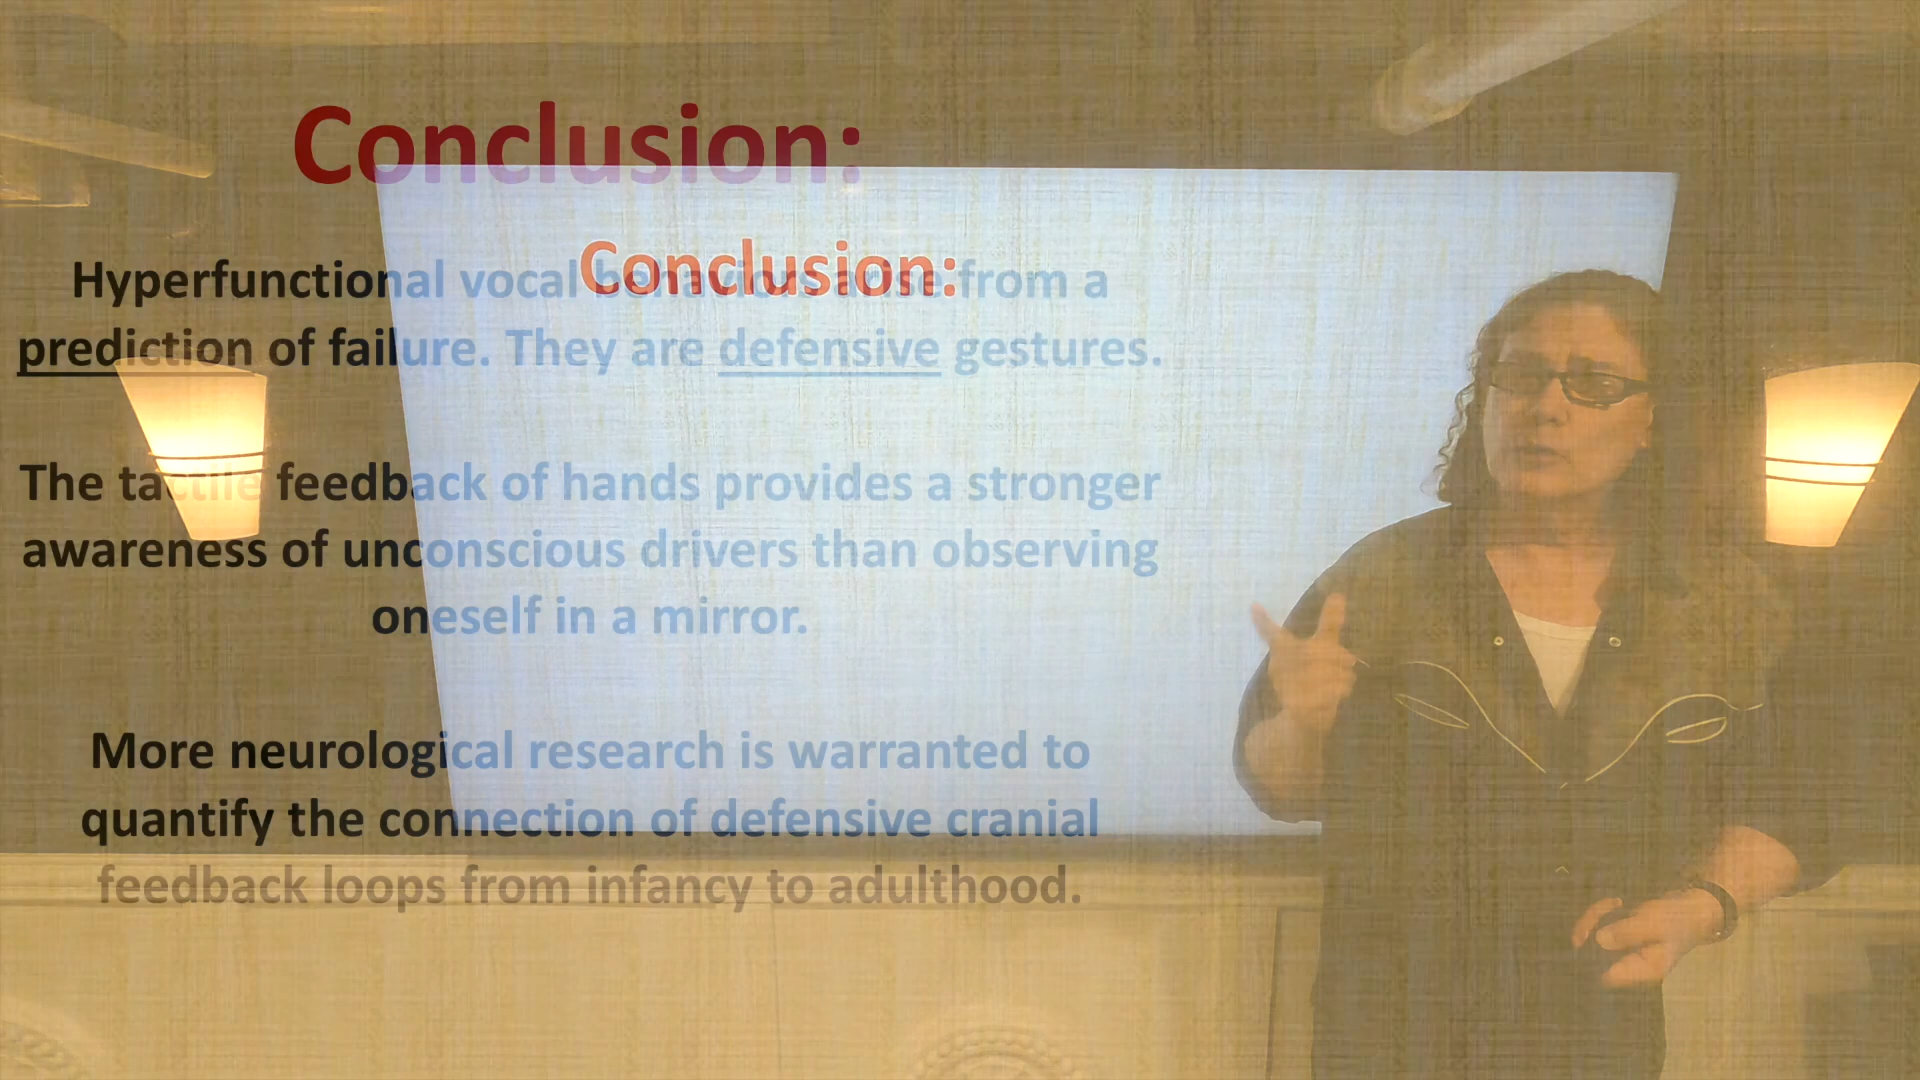 Conclusion:
Conclusion:
Hyperfunctional vocal behaviors arise from a
prediction of failure. They are defensive gestures.
The tactile feedback of hands provides a stronger
awareness of unconscious drivers than observing
oneself in a mirror.
More neurological research is warranted to
quantify the connection of defensive cranial
feedback loops from infancy to adulthood.